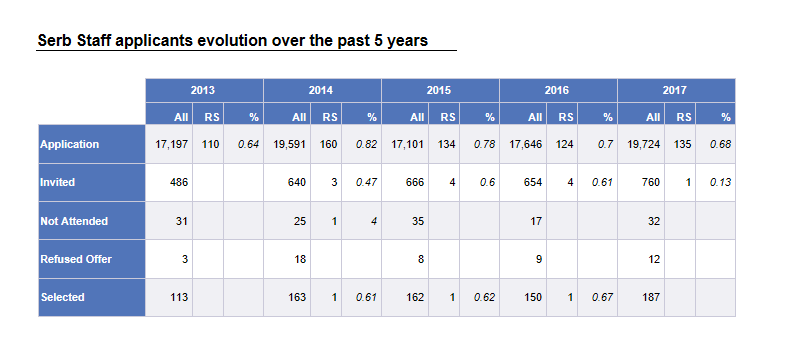 Serb Staff applicants evolution over the past 5 years
2013 2014 2015 2016 2017
All RS % All RS % All RS % All RS % All RS %
Application 17,197 110 0.64 19,591 160 0.82 17,101 134 0.78 17,646 124 0.7 19,724 135 0.68
Invited 486 640 3 0.47 666 4 0.6 654 4 0.61 760 1 0.13
Not Attended 31 25 1 4 35 17 32
Refused Offer 3 18 8 9 12
Selected 113 163 1 0.61 162 1 0.62 150 1 0.67 187